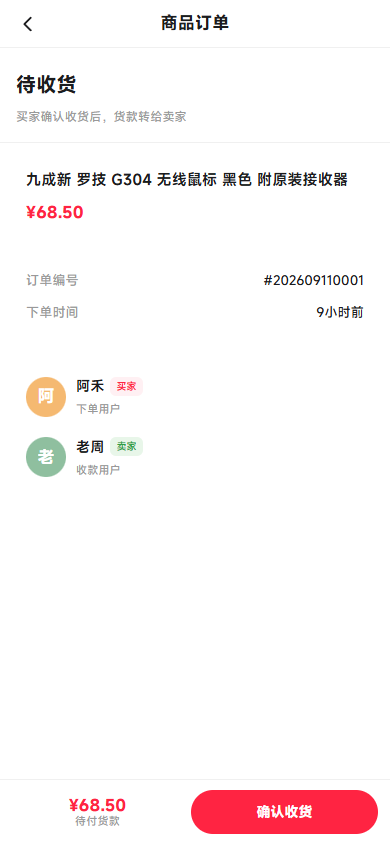 商品订单
待收货
买家确认收货后，货款转给卖家
九成新 罗技 G304 无线鼠标 黑色 附原装接收器
¥68.50
订单编号 #202609110001
下单时间 9小时前
阿
阿禾 买家
下单用户
老
老周 卖家
收款用户
¥68.50
待付货款
确认收货